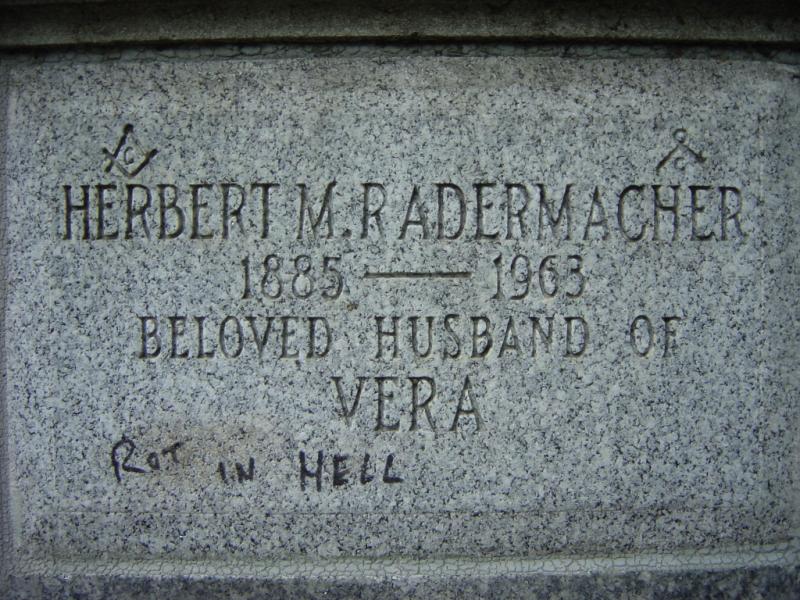 G
G
HERBERT M. RADERMACHER
1885 — 1963
BELOVED HUSBAND OF
VERA
ROT IN HELL